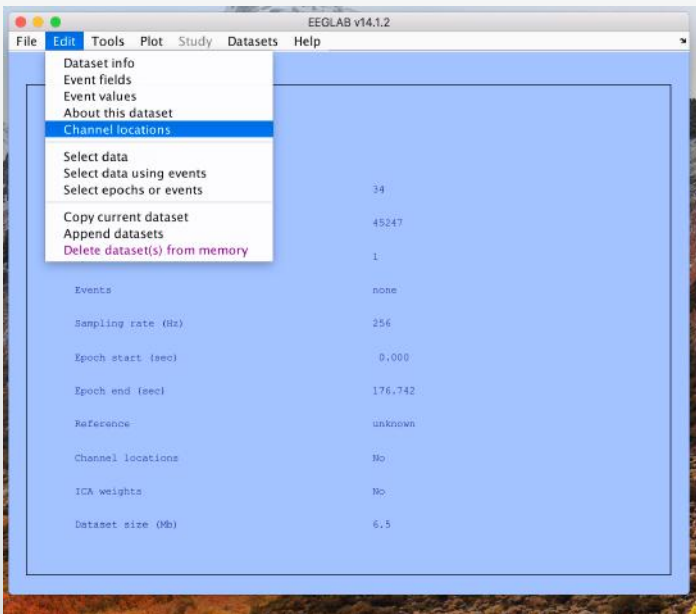 EEGLAB v14.1.2
File Edit Tools Plot Study Datasets Help
Dataset info
Event fields
Event values
About this dataset
Channel locations
Select data
Select data using events
Select epochs or events
Copy current dataset
Append datasets
Delete dataset(s) from memory
34
45247
1
Events none
Sampling rate (Hz) 256
Epoch start (sec) 0.000
Epoch end (sec) 176.742
Reference unknown
Channel locations No
ICA weights No
Dataset size (Mb) 6.5